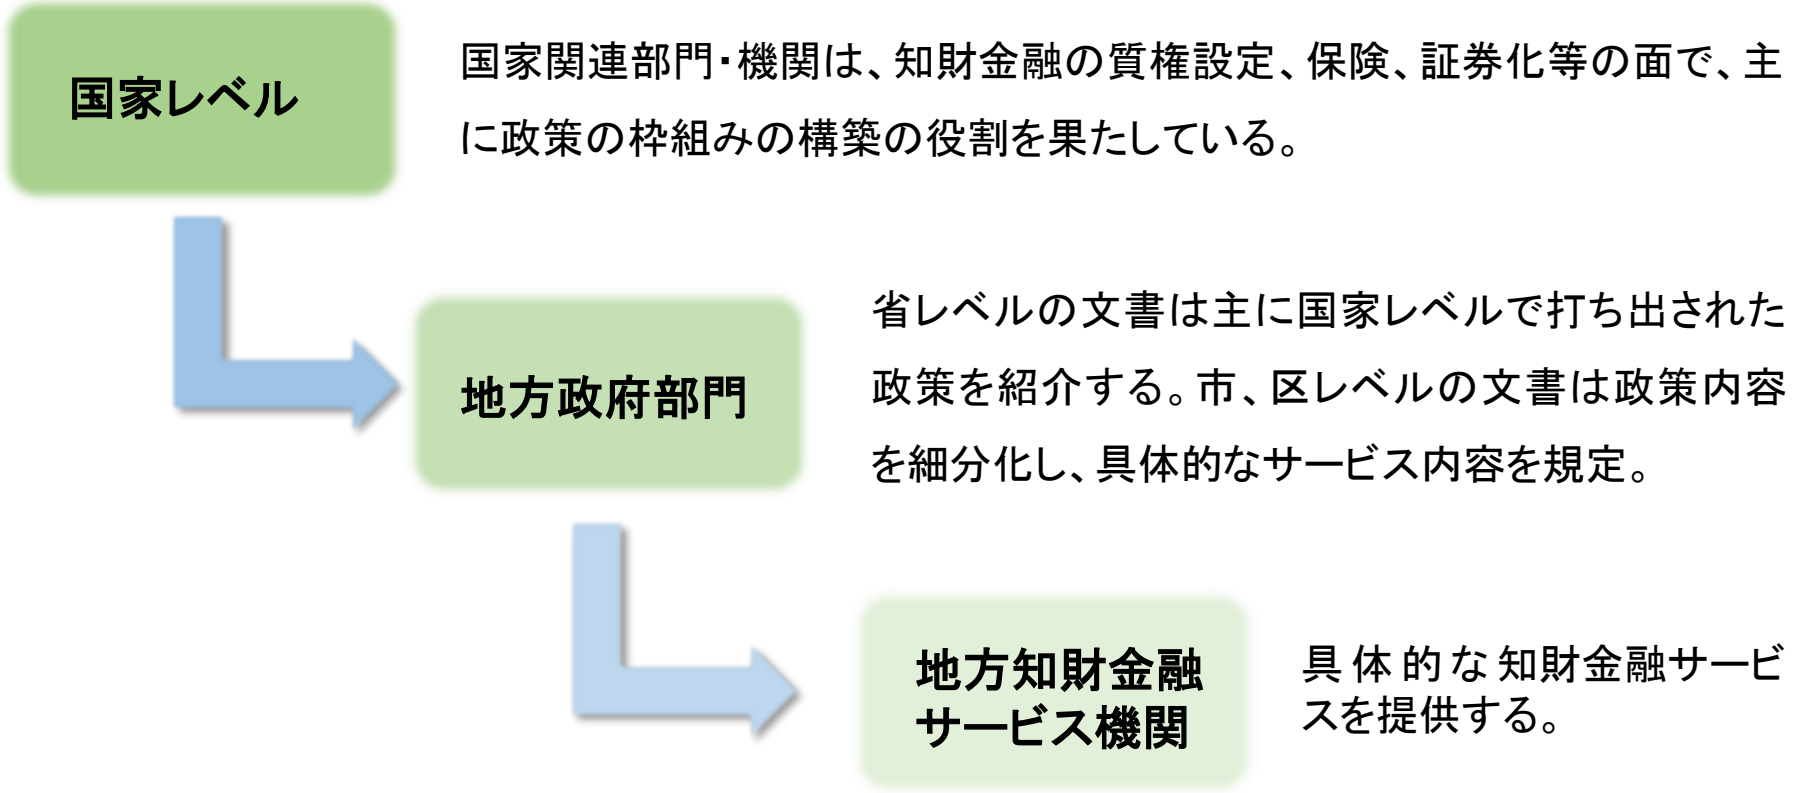 国家レベル
国家関連部門・機関は、知財金融の質権設定、保険、証券化等の面で、主
に政策の枠組みの構築の役割を果たしている。
地方政府部門
省レベルの文書は主に国家レベルで打ち出された
政策を紹介する。市、区レベルの文書は政策内容
を細分化し、具体的なサービス内容を規定。
地方知財金融
サービス機関
具体的な知財金融サービ
スを提供する。